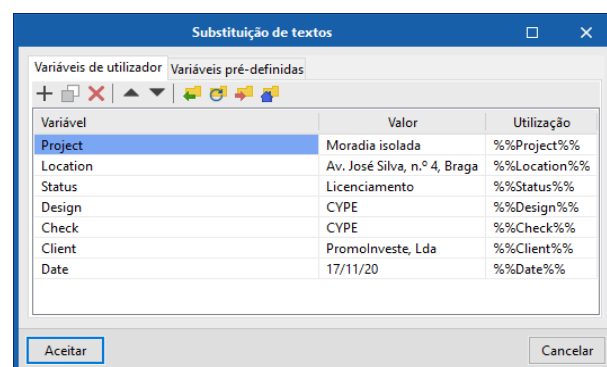 Substituição de textos
Variáveis de utilizador Variáveis pré-definidas
Variável Valor Utilização
Project Moradia isolada %%Project%%
Location Av. José Silva, n.º 4, Braga %%Location%%
Status Licenciamento %%Status%%
Design CYPE %%Design%%
Check CYPE %%Check%%
Client PromoInveste, Lda %%Client%%
Date 17/11/20 %%Date%%
Aceitar Cancelar